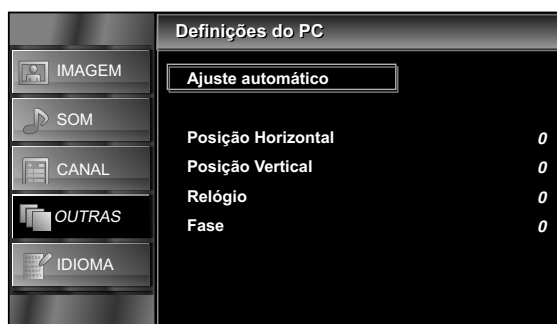 Definições do PC
IMAGEM
SOM
CANAL
OUTRAS
IDIOMA
Ajuste automático
Posição Horizontal 0
Posição Vertical 0
Relógio 0
Fase 0